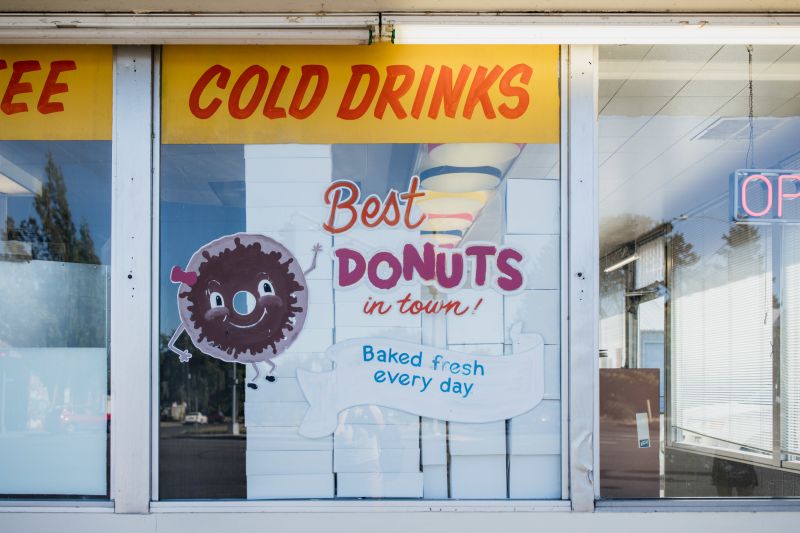 EE
COLD DRINKS
OP
Best
DONUTS
in town!
Baked fresh
every day